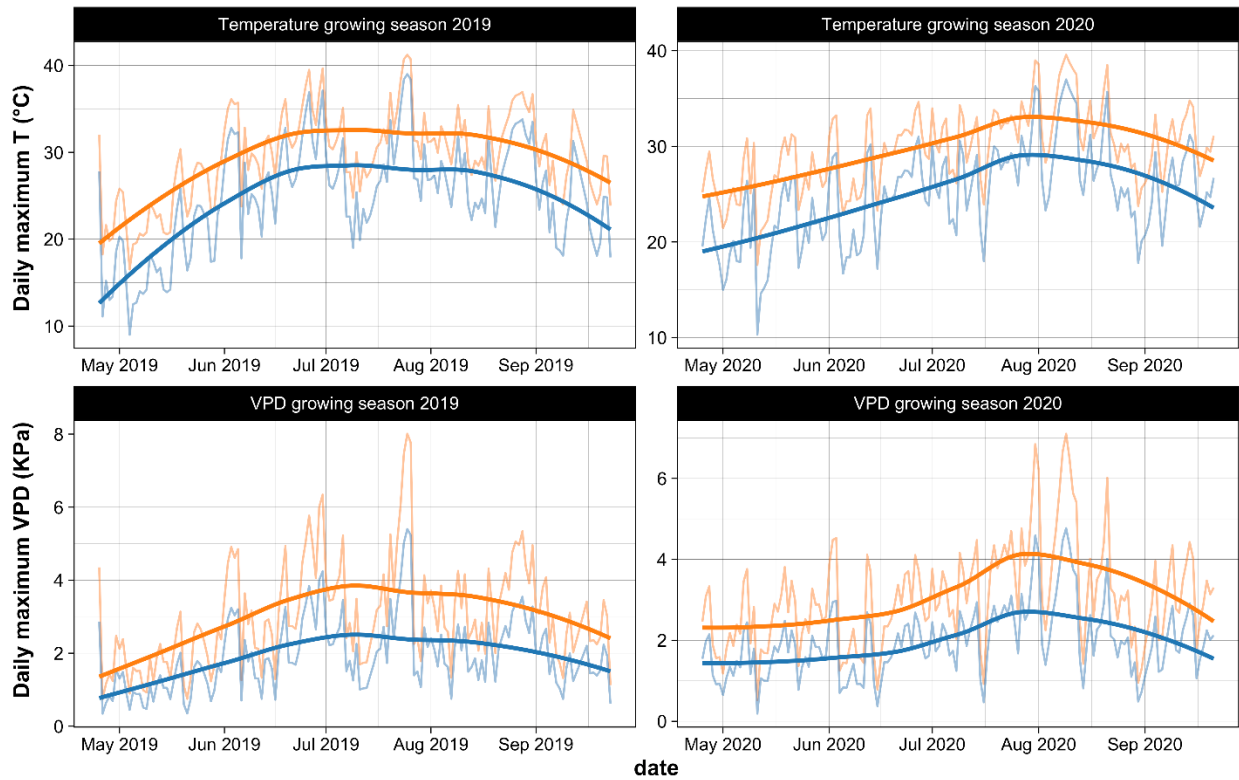 Temperature growing season 2019
Temperature growing season 2020
Daily maximum T (°C)
40
30
20
10
40
30
20
10
May 2019 Jun 2019 Jul 2019 Aug 2019 Sep 2019
May 2020 Jun 2020 Jul 2020 Aug 2020 Sep 2020
VPD growing season 2019
VPD growing season 2020
Daily maximum VPD (KPa)
8
6
4
2
0
6
4
2
0
May 2019 Jun 2019 Jul 2019 Aug 2019 Sep 2019
May 2020 Jun 2020 Jul 2020 Aug 2020 Sep 2020
date